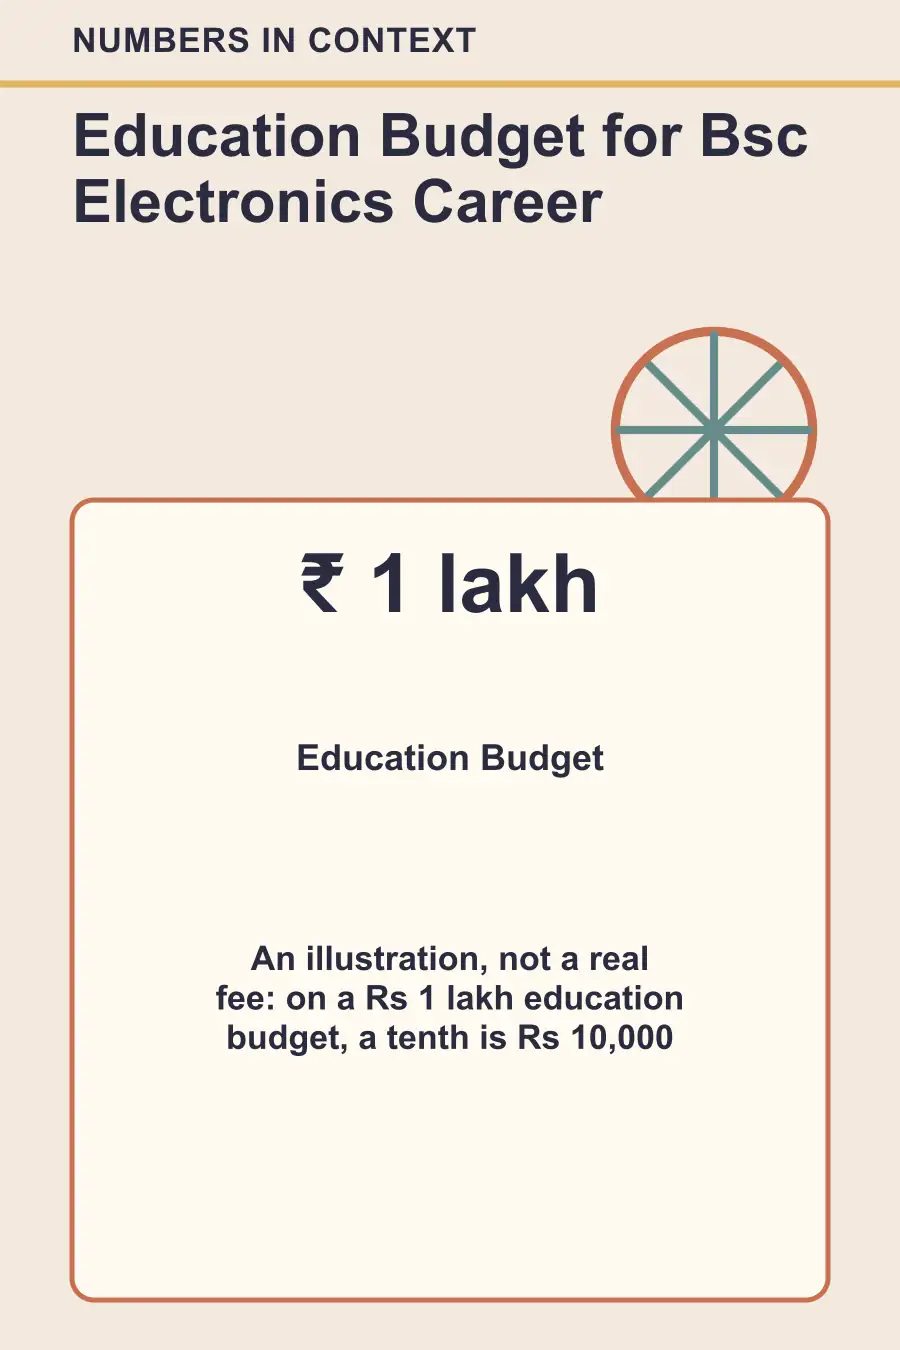 NUMBERS IN CONTEXT
Education Budget for Bsc
Electronics Career
₹ 1 lakh
Education Budget
An illustration, not a real
fee: on a Rs 1 lakh education
budget, a tenth is Rs 10,000